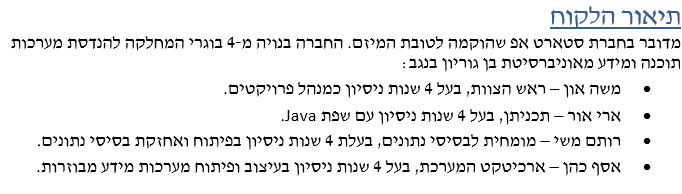 תיאור הלקוח
מדובר בחברת סטארט אפ שהוקמה לטובת המיזם. החברה בנויה מ-4 בוגרי המחלקה להנדסת מערכות
תוכנה ומידע מאוניברסיטת בן גוריון בנגב:
• משה און – ראש הצוות, בעל 4 שנות ניסיון כמנהל פרויקטים.
• ארי אור – תכניתן, בעל 4 שנות ניסיון עם שפת Java.
• רותם משי – מומחית לבסיסי נתונים, בעלת 4 שנות ניסיון בפיתוח ואחזקת בסיסי נתונים.
• אסף כהן – ארכיטקט המערכת, בעל 4 שנות ניסיון בעיצוב ופיתוח מערכות מידע מבוזרות.